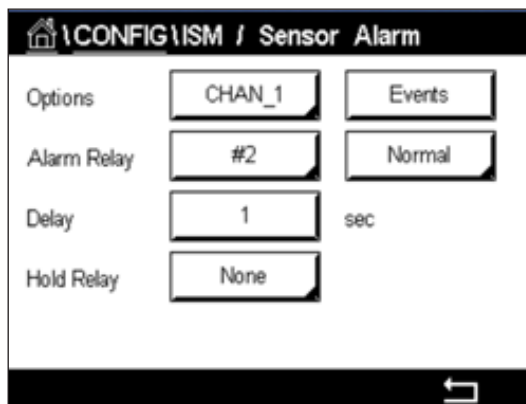 \CONFIG\ISM / Sensor Alarm
Options CHAN_1 Events
Alarm Relay #2 Normal
Delay 1 sec
Hold Relay None